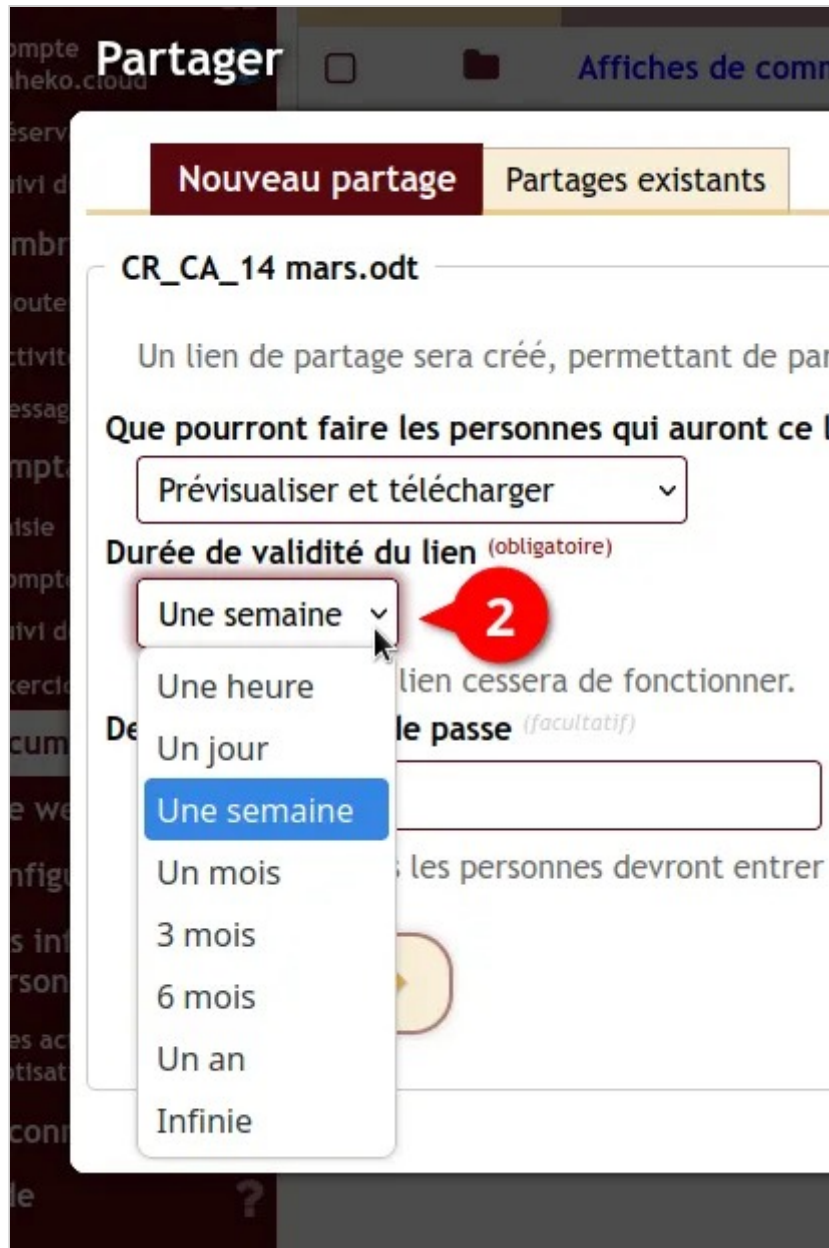 Partager
Affiches de comm
Nouveau partage
Partages existants
CR_CA_14 mars.odt
Un lien de partage sera créé, permettant de par
Que pourront faire les personnes qui auront ce l
Prévisualiser et télécharger
Durée de validité du lien (obligatoire)
Une semaine
2
Une heure
lien cessera de fonctionner.
Un jour
le passe (facultatif)
Une semaine
Un mois
les personnes devront entrer
3 mois
6 mois
Un an
Infinie
?